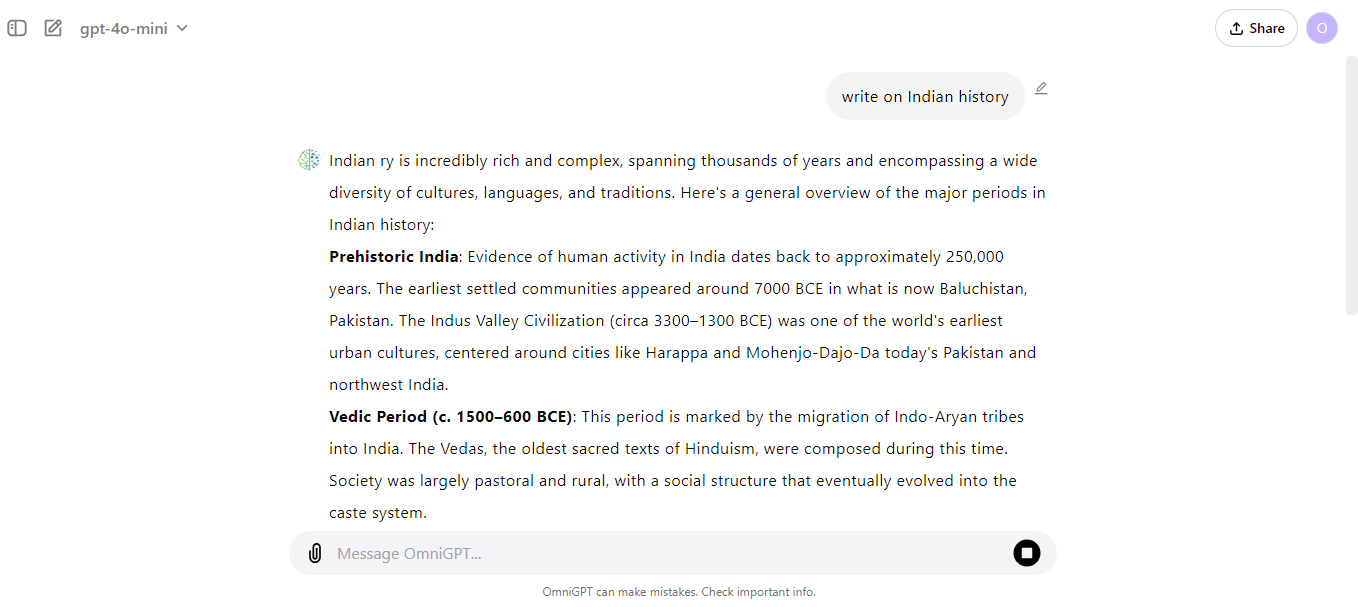 gpt-4o-mini
Share
O
write on Indian history
Indian ry is incredibly rich and complex, spanning thousands of years and encompassing a wide
diversity of cultures, languages, and traditions. Here's a general overview of the major periods in
Indian history:
Prehistoric India: Evidence of human activity in India dates back to approximately 250,000
years. The earliest settled communities appeared around 7000 BCE in what is now Baluchistan,
Pakistan. The Indus Valley Civilization (circa 3300–1300 BCE) was one of the world's earliest
urban cultures, centered around cities like Harappa and Mohenjo-Dajo-Da today's Pakistan and
northwest India.
Vedic Period (c. 1500–600 BCE): This period is marked by the migration of Indo-Aryan tribes
into India. The Vedas, the oldest sacred texts of Hinduism, were composed during this time.
Society was largely pastoral and rural, with a social structure that eventually evolved into the
caste system.
Message OmniGPT...
OmniGPT can make mistakes. Check important info.